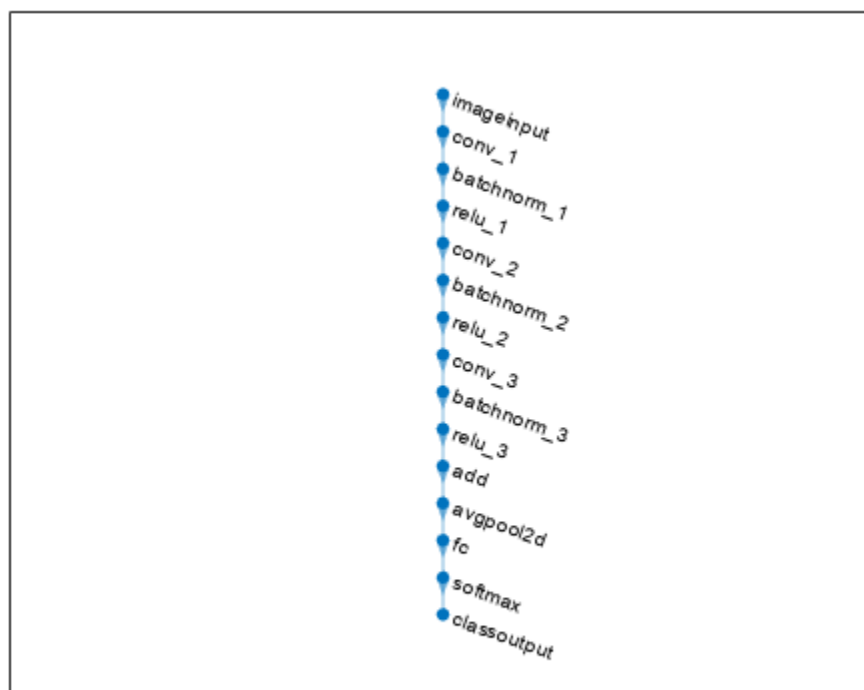 imageinput
conv_1
batchnorm_1
relu_1
conv_2
batchnorm_2
relu_2
conv_3
batchnorm_3
relu_3
add
avgpool2d
fc
softmax
classoutput